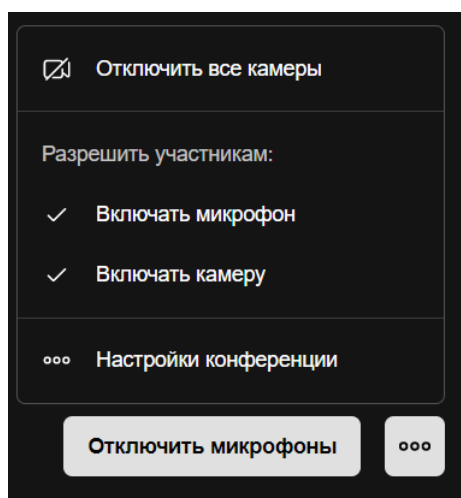 Отключить все камеры
Разрешить участникам:
Включать микрофон
Включать камеру
Настройки конференции
Отключить микрофоны